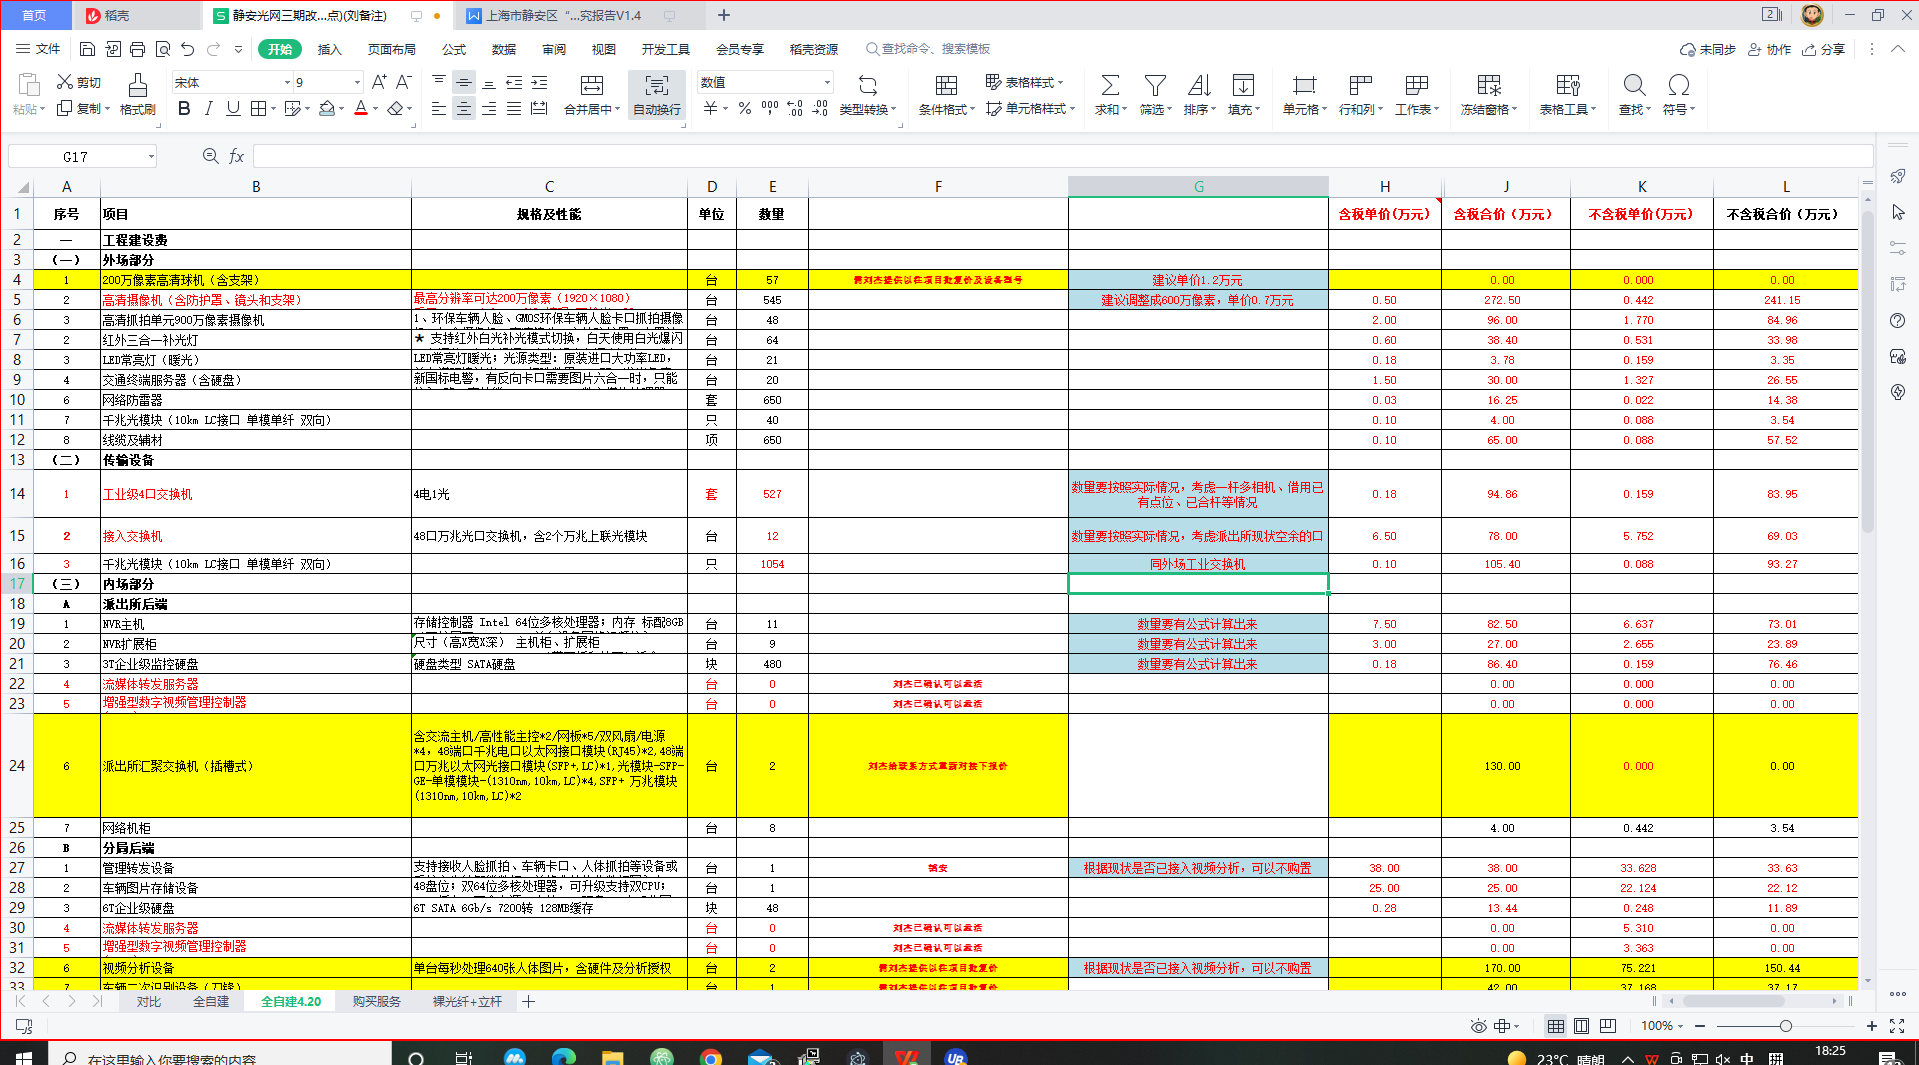 首页 稻壳 静安光网三期改...点)(刘备注) 上海市静安区“...究报告V1.4 2
文件 开始 插入 页面布局 公式 数据 审阅 视图 开发工具 会员专享 稻壳资源 查找命令、搜索模板 未同步 协作 分享
剪切 宋体 9 数值 表格样式
粘贴 复制 格式刷 合并居中 自动换行 类型转换 条件格式 单元格样式 求和 筛选 排序 填充 单元格 行和列 工作表 冻结窗格 表格工具 查找 符号
G17 fx
A B C D E F G H J K L
1 序号 项目 规格及性能 单位 数量 含税单价(万元) 含税合价(万元) 不含税单价(万元) 不含税合价(万元)
2 一 工程建设费
3 (一) 外场部分
4 1 200万像素高清球机(含支架) 台 57 需刘杰提供以往项目批复价及设备型号 建议单价1.2万元 0.00 0.000 0.00
5 2 高清摄像机(含防护罩、镜头和支架) 最高分辨率可达200万像素(1920×1080) 台 545 建议调整成600万像素,单价0.7万元 0.50 272.50 0.442 241.15
6 3 高清抓拍单元900万像素摄像机 1、环保车辆人脸、GMOS环保车辆人脸卡口抓拍摄像 台 48 2.00 96.00 1.770 84.96
7 2 红外三合一补光灯 ★ 支持红外白光补光模式切换,白天使用白光爆闪 台 64 0.60 38.40 0.531 33.98
8 3 LED常亮灯(暖光) LED常亮灯暖光;光源类型:原装进口大功率LED, 台 21 0.18 3.78 0.159 3.35
9 4 交通终端服务器(含硬盘) 新国标电警,有反向卡口需要图片六合一时,只能 台 20 1.50 30.00 1.327 26.55
10 6 网络防雷器 套 650 0.03 16.25 0.022 14.38
11 7 千兆光模块(10km LC接口 单模单纤 双向) 只 40 0.10 4.00 0.088 3.54
12 8 线缆及辅材 项 650 0.10 65.00 0.088 57.52
13 (二) 传输设备
14 1 工业级4口交换机 4电1光 套 527 数量要按照实际情况,考虑一杆多相机、借用已有点位、已合杆等情况 0.18 94.86 0.159 83.95
15 2 接入交换机 48口万兆光口交换机,含2个万兆上联光模块 台 12 数量要按照实际情况,考虑派出所现状空余的口 6.50 78.00 5.752 69.03
16 3 千兆光模块(10km LC接口 单模单纤 双向) 只 1054 同外场工业交换机 0.10 105.40 0.088 93.27
17 (三) 内场部分
18 A 派出所后端
19 1 NVR主机 存储控制器 Intel 64位多核处理器;内存 标配8GB 台 11 数量要有公式计算出来 7.50 82.50 6.637 73.01
20 2 NVR扩展柜 尺寸(高X宽X深) 主机柜、扩展柜 台 9 数量要有公式计算出来 3.00 27.00 2.655 23.89
21 3 3T企业级监控硬盘 硬盘类型 SATA硬盘 块 480 数量要有公式计算出来 0.18 86.40 0.159 76.46
22 4 流媒体转发服务器 台 0 刘杰已确认可以拿掉 0.00 0.000 0.00
23 5 增强型数字视频管理控制器 台 0 刘杰已确认可以拿掉 0.00 0.000 0.00
24 6 派出所汇聚交换机(插槽式) 含交流主机/高性能主控*2/网板*5/双风扇/电源*4,48端口千兆电口以太网接口模块(RJ45)*2,48端口万兆以太网光接口模块(SFP+,LC)*1,光模块-SFP-GE-单模模块-(1310nm,10km,LC)*4,SFP+ 万兆模块(1310nm,10km,LC)*2 台 2 刘杰给联系方式重新对接下报价 130.00 0.000 0.00
25 7 网络机柜 台 8 4.00 0.442 3.54
26 B 分局后端
27 1 管理转发设备 支持接收人脸抓拍、车辆卡口、人体抓拍等设备或 台 1 根据现状是否已接入视频分析,可以不购置 38.00 38.00 33.628 33.63
28 2 车辆图片存储设备 48盘位;双64位多核处理器,可升级支持双CPU; 台 1 25.00 25.00 22.124 22.12
29 3 6T企业级硬盘 6T SATA 6Gb/s 7200转 128MB缓存 块 48 0.28 13.44 0.248 11.89
30 4 流媒体转发服务器 台 0 刘杰已确认可以拿掉 0.00 5.310 0.00
31 5 增强型数字视频管理控制器 台 0 刘杰已确认可以拿掉 0.00 3.363 0.00
32 6 视频分析设备 单台每秒处理640张人体图片,含硬件及分析授权 台 2 需刘杰提供以往项目批复价 根据现状是否已接入视频分析,可以不购置 170.00 75.221 150.44
33 7 车辆二次识别设备(刀锋) 台 1 需刘杰提供以往项目批复价 42.00 37.168 37.17
对比 全自建 全自建4.20 购买服务 裸光纤+立杆
100%
在这里输入你要搜索的内容 23°C 晴朗 中 18:25